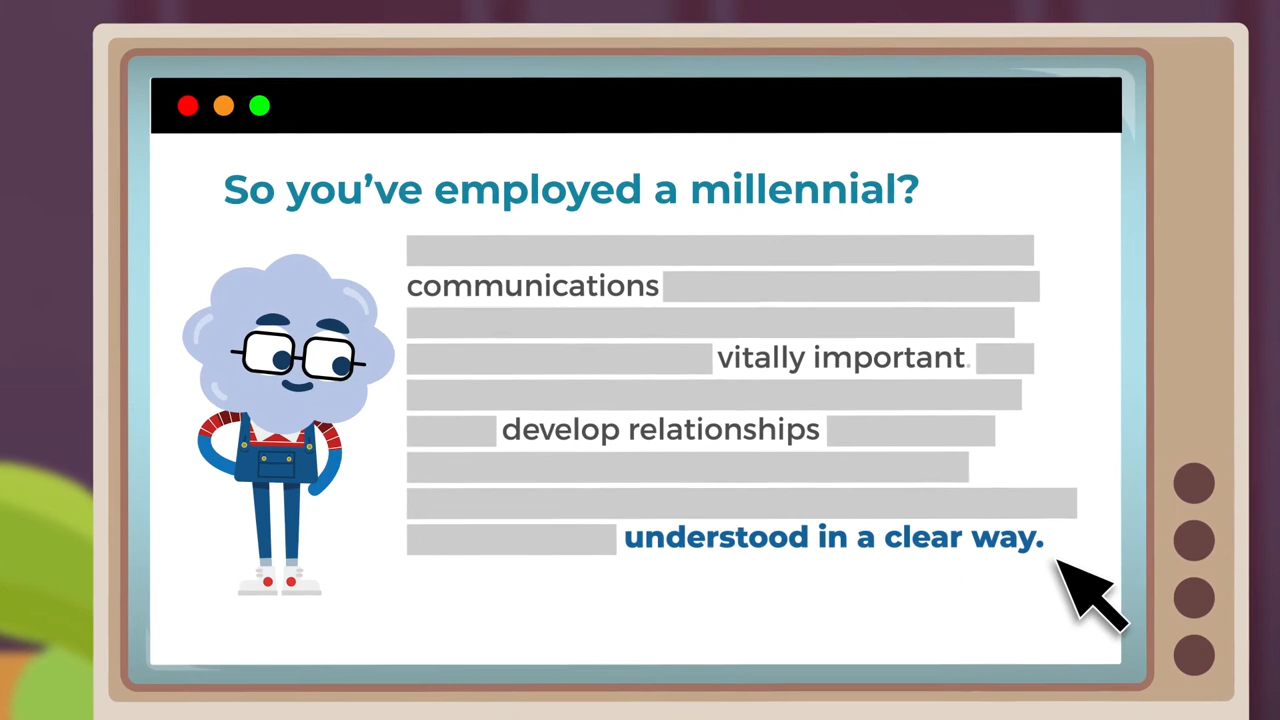 So you’ve employed a millennial?
communications
vitally important.
develop relationships
understood in a clear way.